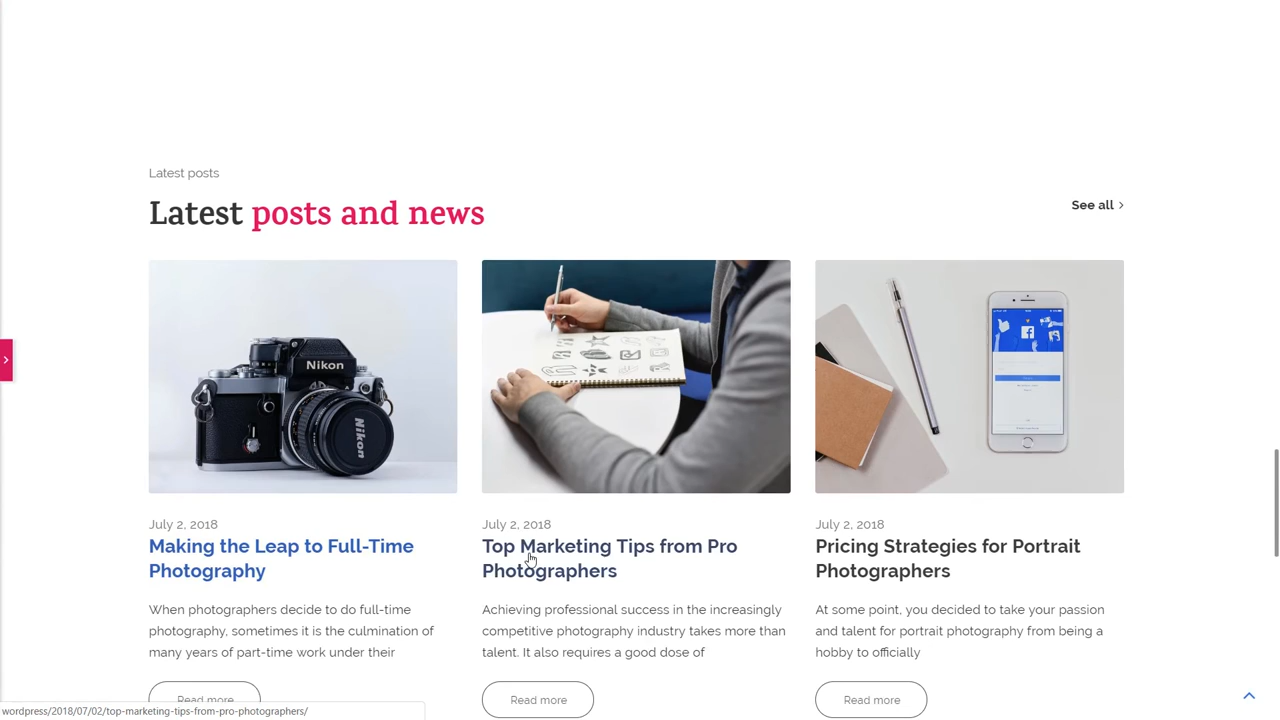 Latest posts
Latest posts and news
See all
Nikon
Nikon
July 2, 2018
Making the Leap to Full-Time
Photography
When photographers decide to do full-time
photography, sometimes it is the culmination of
many years of part-time work under their
Read more
July 2, 2018
Top Marketing Tips from Pro
Photographers
Achieving professional success in the increasingly
competitive photography industry takes more than
talent. It also requires a good dose of
Read more
July 2, 2018
Pricing Strategies for Portrait
Photographers
At some point, you decided to take your passion
and talent for portrait photography from being a
hobby to officially
Read more
wordpress/2018/07/02/top-marketing-tips-from-pro-photographers/